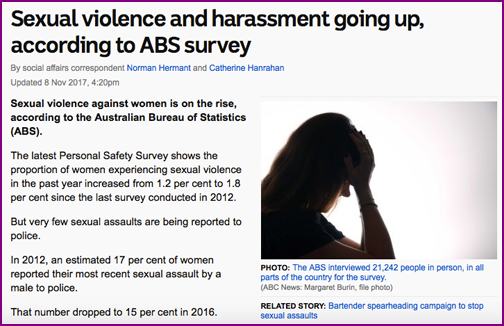 Sexual violence and harassment going up,
according to ABS survey
By social affairs correspondent Norman Hermant and Catherine Hanrahan
Updated 8 Nov 2017, 4:20pm
Sexual violence against women is on the rise,
according to the Australian Bureau of Statistics
(ABS).
The latest Personal Safety Survey shows the
proportion of women experiencing sexual violence
in the past year increased from 1.2 per cent to 1.8
per cent since the last survey conducted in 2012.
But very few sexual assaults are being reported to
police.
In 2012, an estimated 17 per cent of women
reported their most recent sexual assault by a
male to police.
That number dropped to 15 per cent in 2016.
PHOTO: The ABS interviewed 21,242 people in person, in all
parts of the country for the survey.
(ABC News: Margaret Burin, file photo)
RELATED STORY: Bartender spearheading campaign to stop
sexual assaults